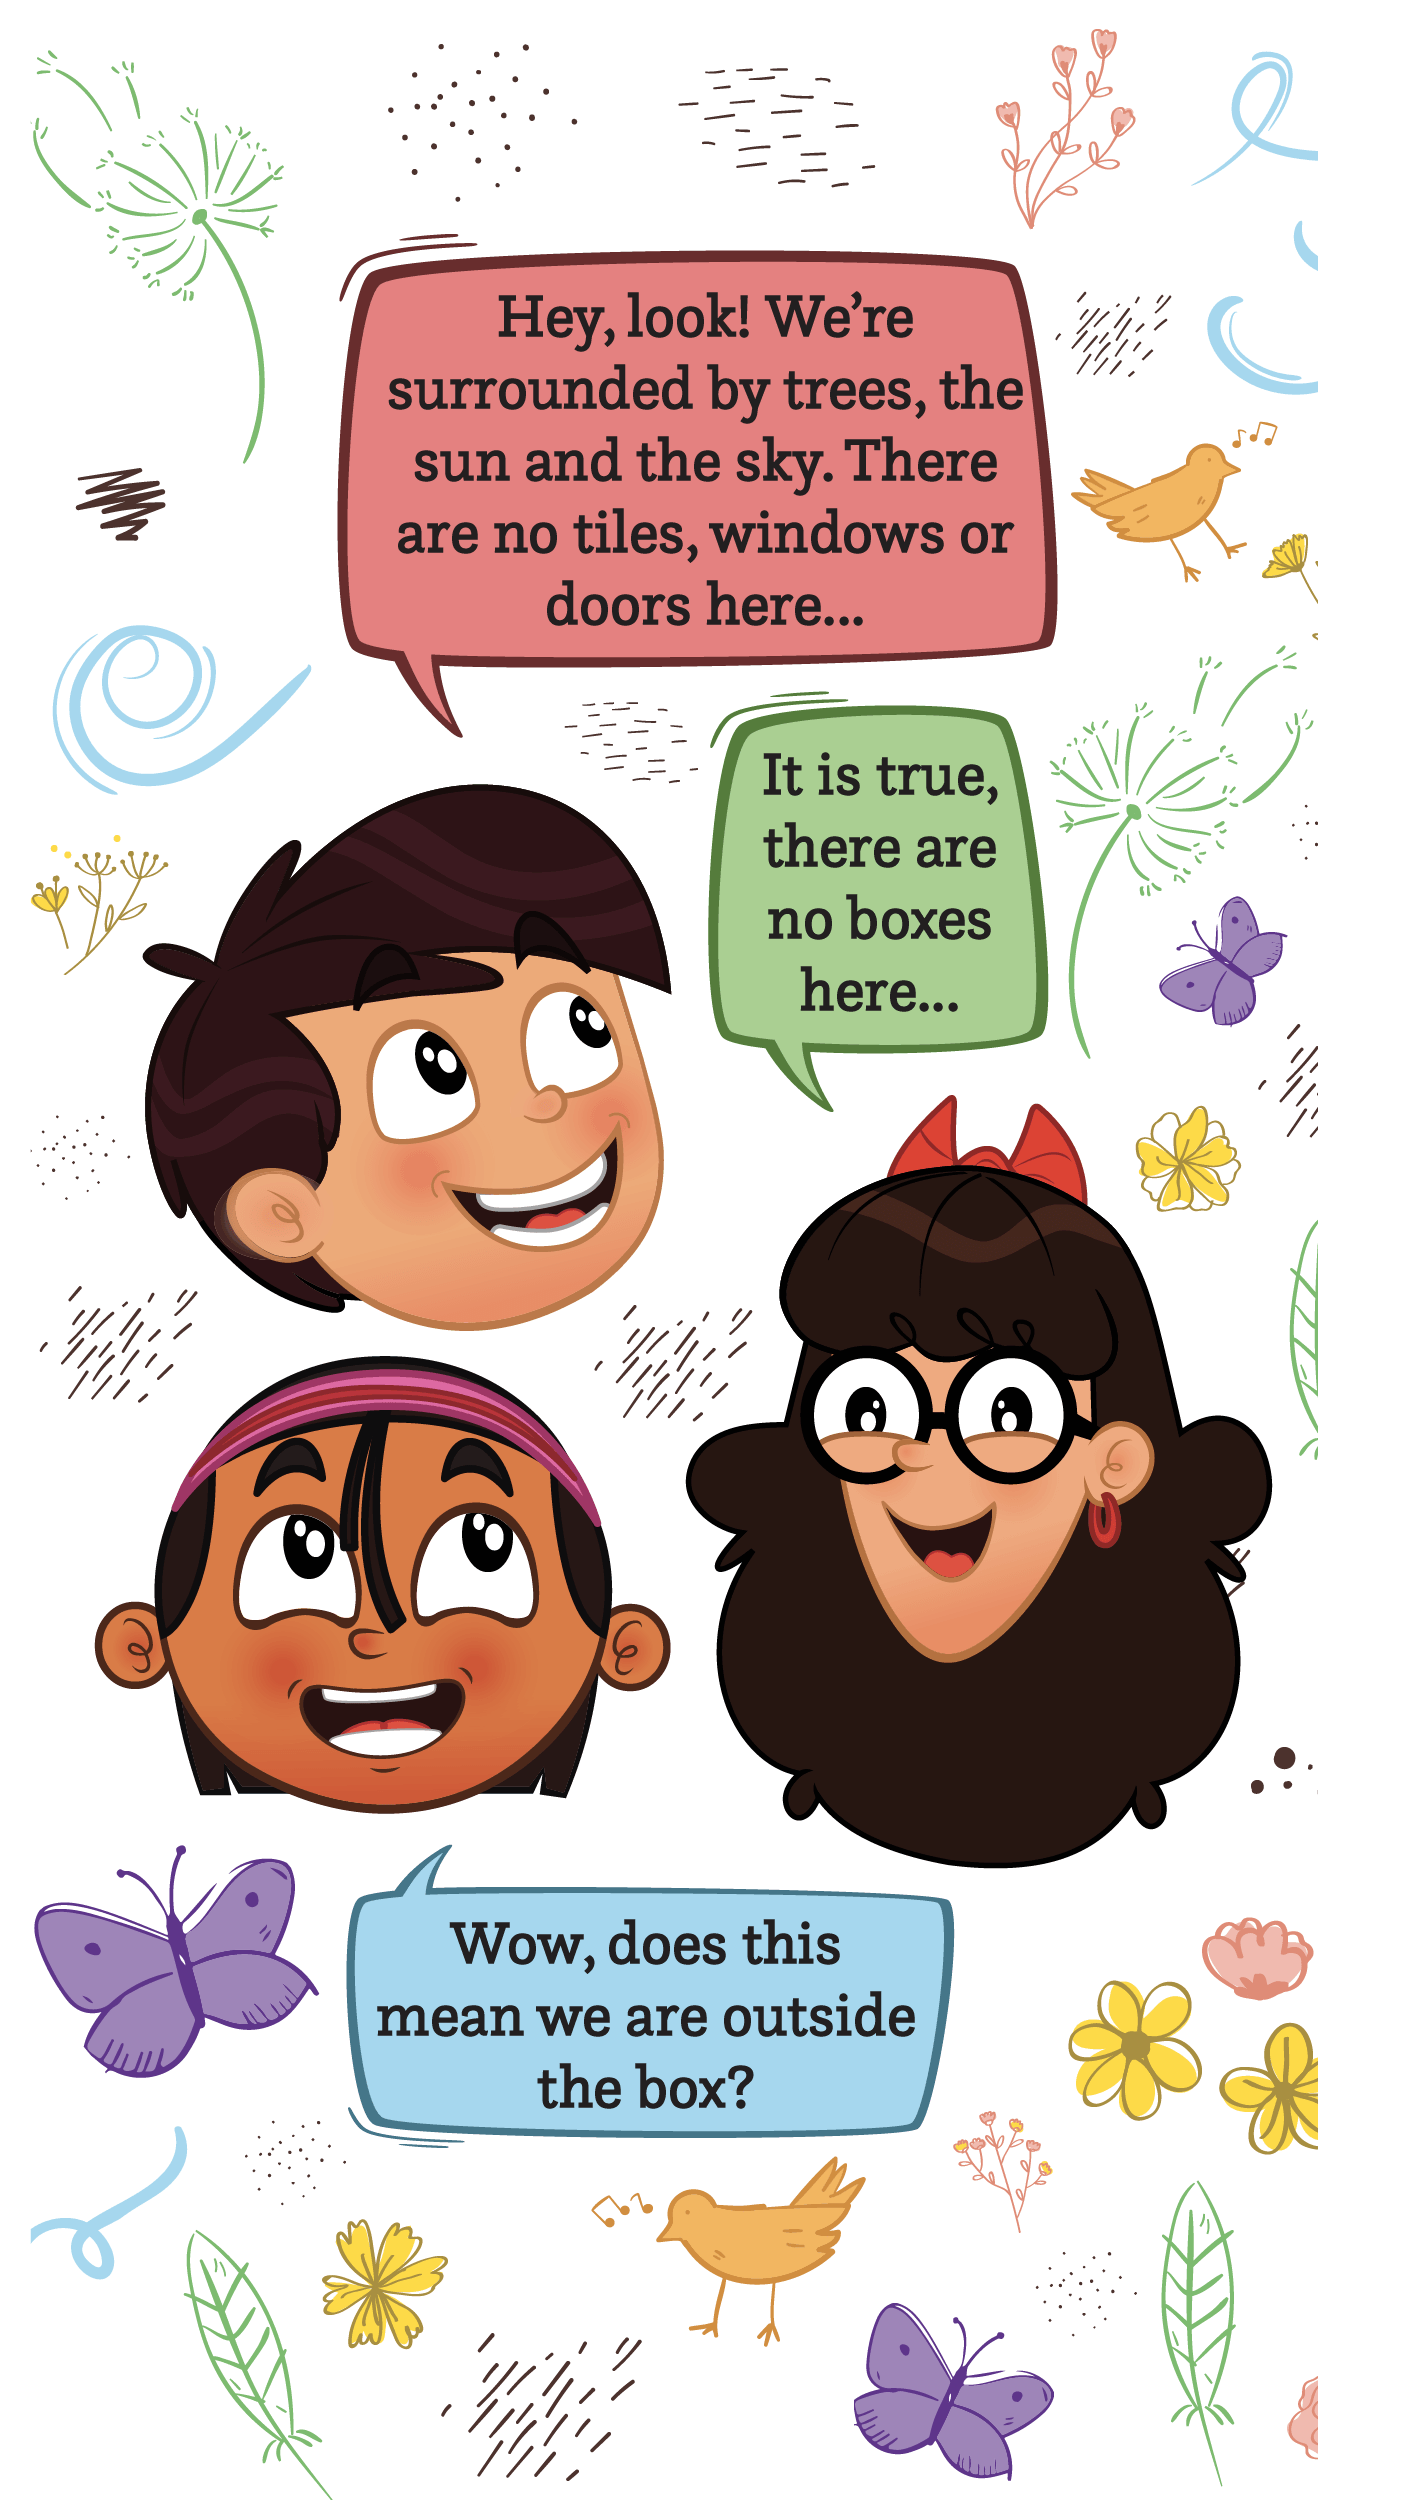 Hey, look! We’re
surrounded by trees, the
sun and the sky. There
are no tiles, windows or
doors here...
It is true,
there are
no boxes
here...
Wow, does this
mean we are outside
the box?